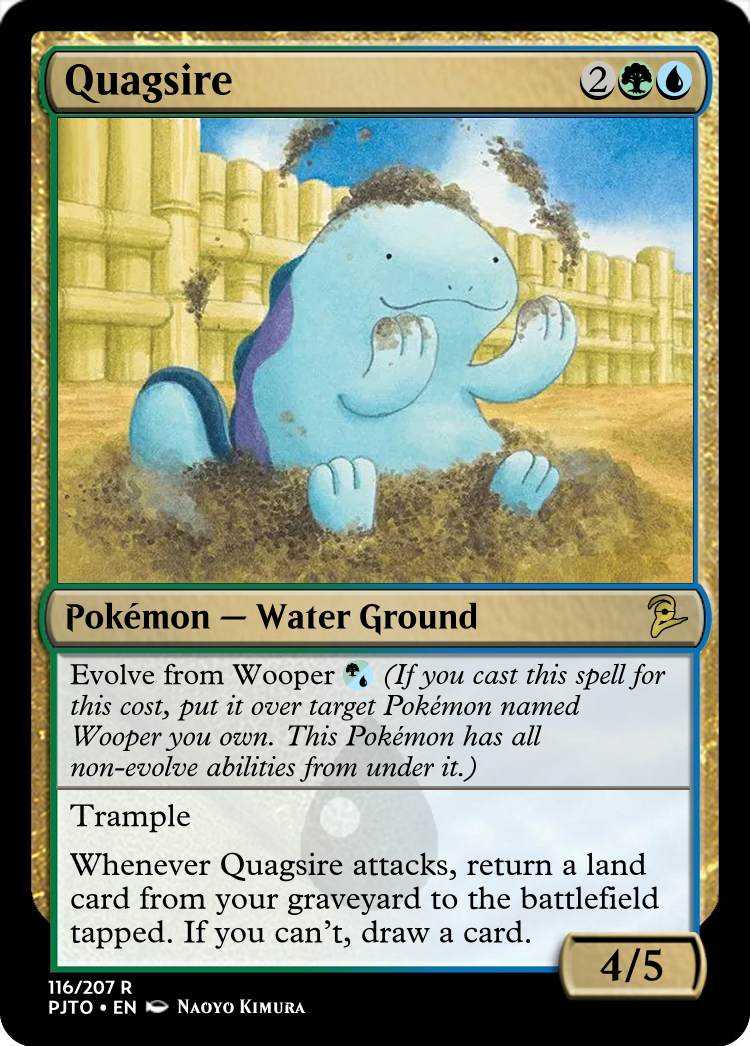 Quagsire 2
Pokémon — Water Ground
Evolve from Wooper (If you cast this spell for
this cost, put it over target Pokémon named
Wooper you own. This Pokémon has all
non-evolve abilities from under it.)
Trample
Whenever Quagsire attacks, return a land
card from your graveyard to the battlefield
tapped. If you can’t, draw a card.
4/5
116/207 R
PJTO • EN Naoyo Kimura